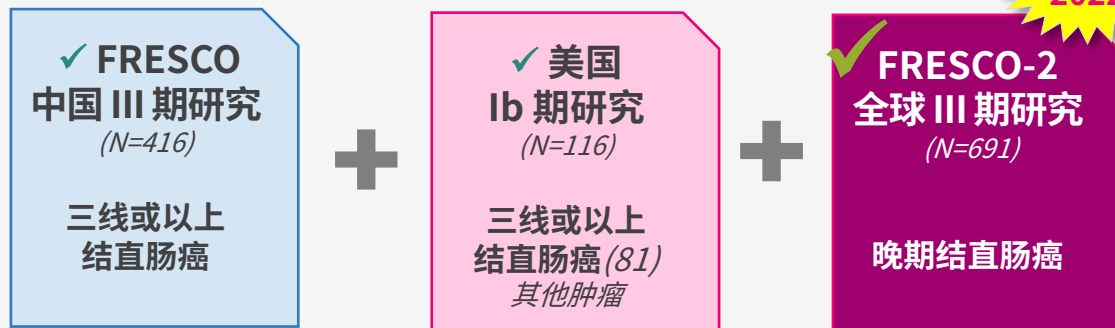 2022
✓ FRESCO
中国 III 期研究
(N=416)
三线或以上
结直肠癌
✓ 美国
Ib 期研究
(N=116)
三线或以上
结直肠癌(81)
其他肿瘤
FRESCO-2
全球 III 期研究
(N=691)
晚期结直肠癌